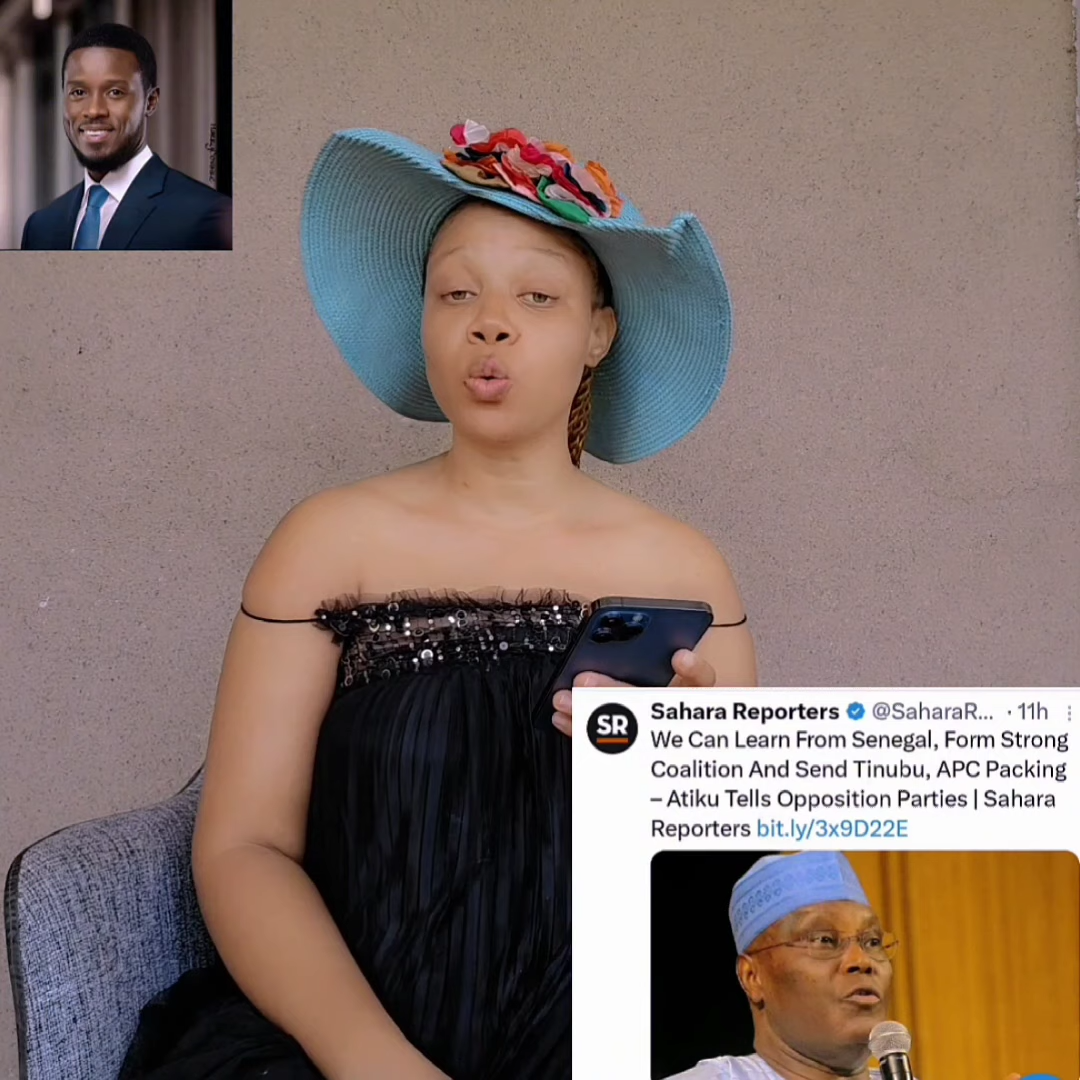 SR
Sahara Reporters @SaharaR... · 11h
We Can Learn From Senegal, Form Strong
Coalition And Send Tinubu, APC Packing
– Atiku Tells Opposition Parties | Sahara
Reporters bit.ly/3x9D22E